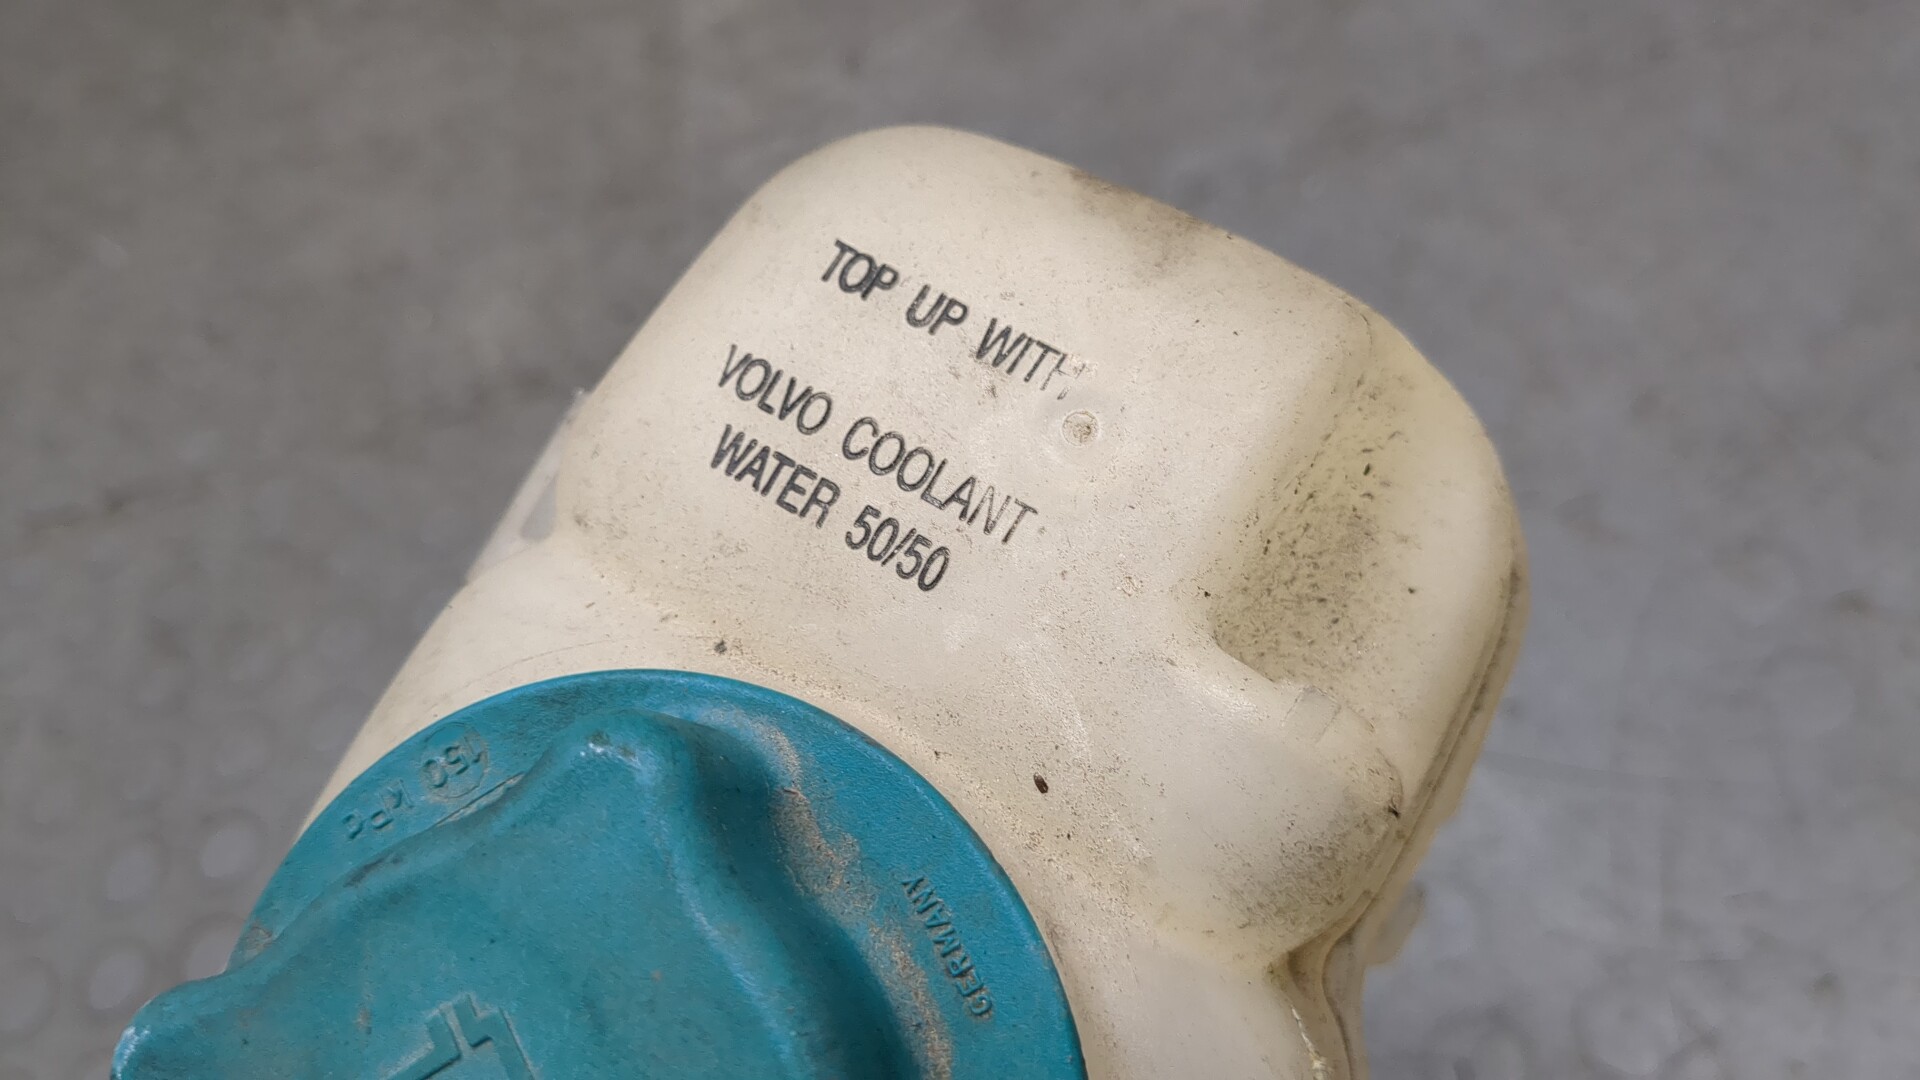 TOP UP WITH
VOLVO COOLANT
WATER 50/50
150 KPa
GERMANY